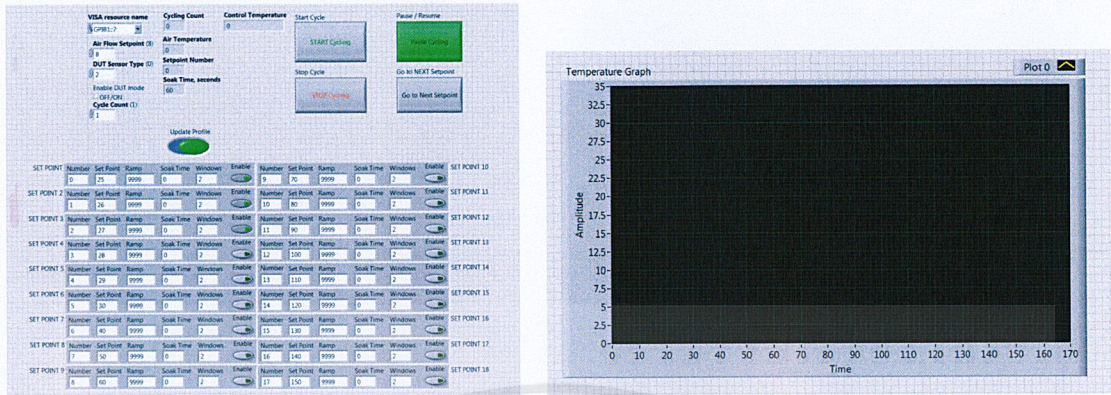 VISA resource name
GPIB1::?
Cycling Count
0
Control Temperature
0
Air Flow Setpoint (8)
8
Air Temperature
0
DUT Sensor Type (0)
2
Setpoint Number
0
Enable DUT mode
OFF/ON
Soak Time, seconds
60
Cycle Count (1)
1
Start Cycle
START Cycling
Pause / Resume
Pause Cycling
Stop Cycle
STOP Cycling
Go to NEXT Setpoint
Go to Next Setpoint
Update Profile
SET POINT Number Set Point Ramp Soak Time Windows Enable
0 25 9999 0 2
SET POINT 2 Number Set Point Ramp Soak Time Windows Enable
1 26 9999 0 2
SET POINT 3 Number Set Point Ramp Soak Time Windows Enable
2 27 9999 0 2
SET POINT 4 Number Set Point Ramp Soak Time Windows Enable
3 28 9999 0 2
SET POINT 5 Number Set Point Ramp Soak Time Windows Enable
4 29 9999 0 2
SET POINT 6 Number Set Point Ramp Soak Time Windows Enable
5 30 9999 0 2
SET POINT 7 Number Set Point Ramp Soak Time Windows Enable
6 40 9999 0 2
SET POINT 8 Number Set Point Ramp Soak Time Windows Enable
7 50 9999 0 2
SET POINT 9 Number Set Point Ramp Soak Time Windows Enable
8 60 9999 0 2
Number Set Point Ramp Soak Time Windows Enable SET POINT 10
9 70 9999 0 2
Number Set Point Ramp Soak Time Windows Enable SET POINT 11
10 80 9999 0 2
Number Set Point Ramp Soak Time Windows Enable SET POINT 12
11 90 9999 0 2
Number Set Point Ramp Soak Time Windows Enable SET POINT 13
12 100 9999 0 2
Number Set Point Ramp Soak Time Windows Enable SET POINT 14
13 110 9999 0 2
Number Set Point Ramp Soak Time Windows Enable SET POINT 15
14 120 9999 0 2
Number Set Point Ramp Soak Time Windows Enable SET POINT 16
15 130 9999 0 2
Number Set Point Ramp Soak Time Windows Enable SET POINT 17
16 140 9999 0 2
Number Set Point Ramp Soak Time Windows Enable SET POINT 18
17 150 9999 0 2
Temperature Graph
Plot 0
Amplitude
35
32.5
30
27.5
25
22.5
20
17.5
15
12.5
10
7.5
5
2.5
0
0 10 20 30 40 50 60 70 80 90 100 110 120 130 140 150 160 170
Time